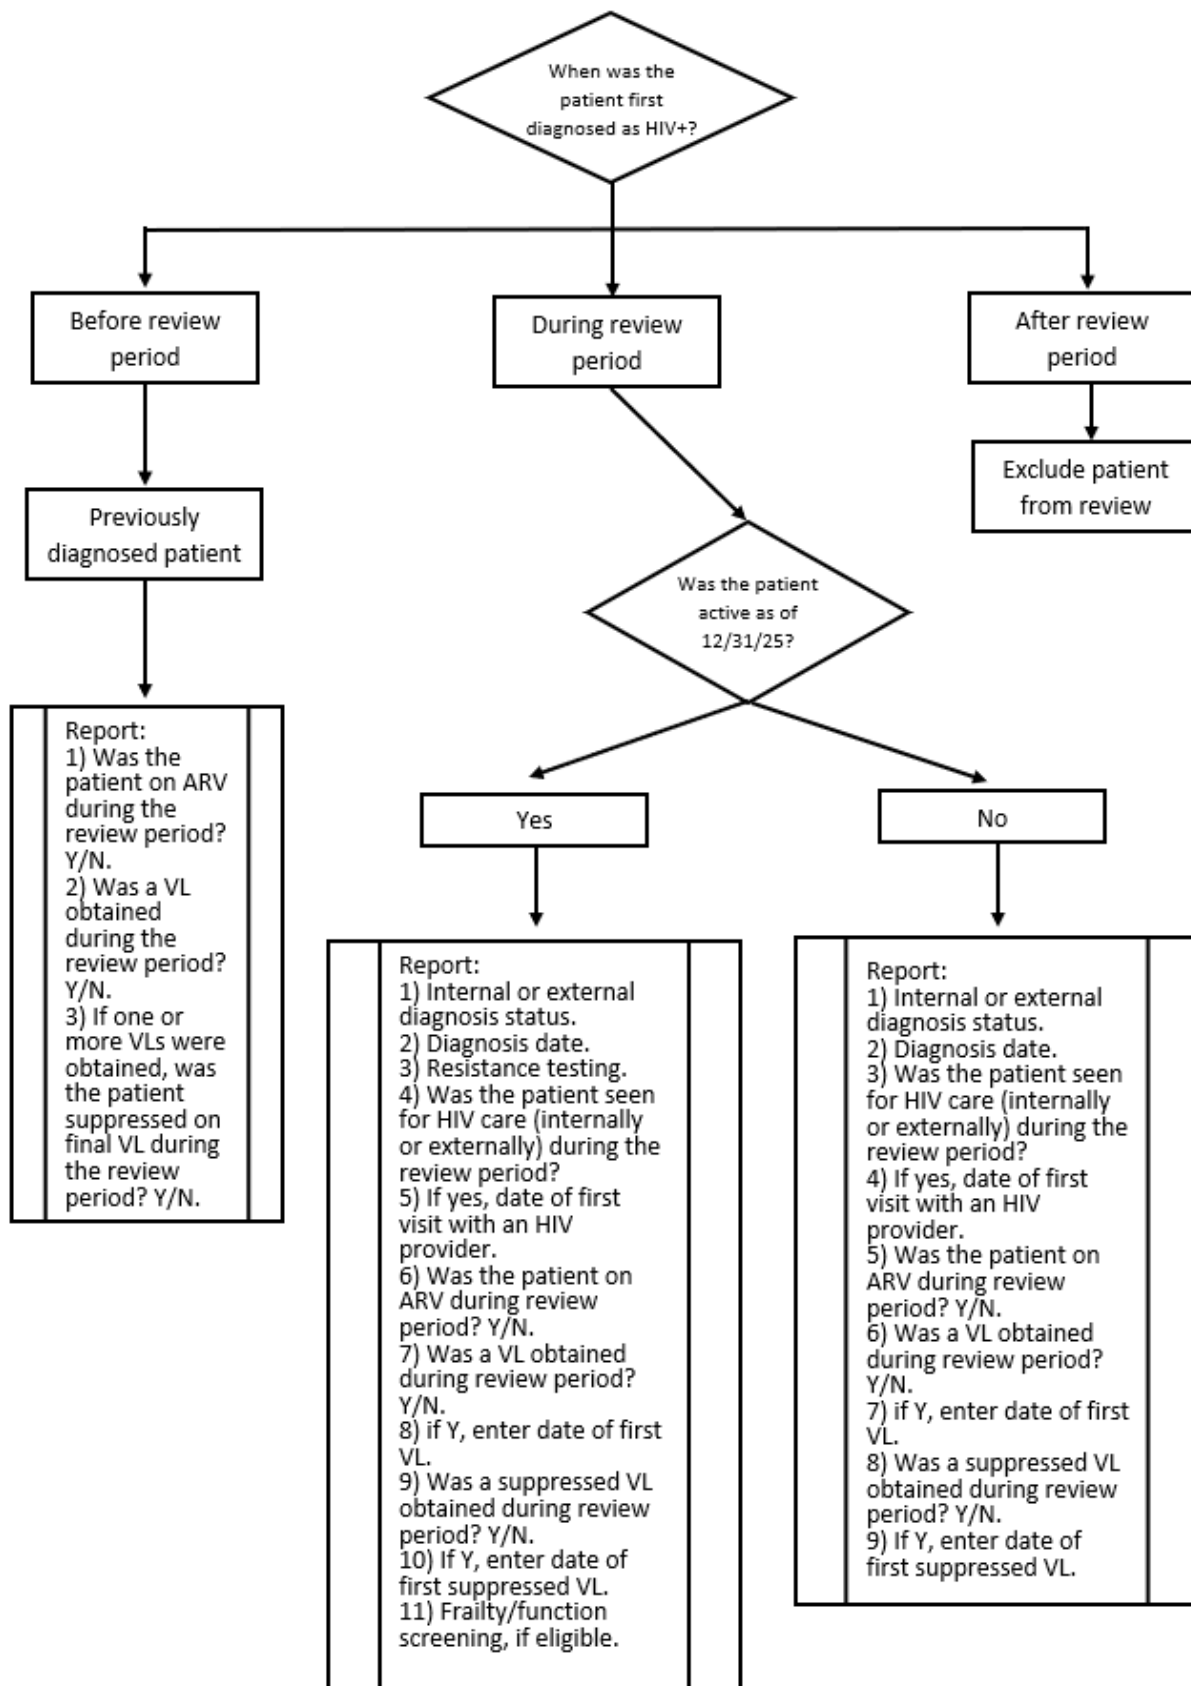 When was the
patient first
diagnosed as HIV+?
Before review
period
During review
period
After review
period
Exclude patient
from review
Previously
diagnosed patient
Was the patient
active as of
12/31/25?
Report:
1) Was the
patient on ARV
during the
review period?
Y/N.
2) Was a VL
obtained
during the
review period?
Y/N.
3) If one or
more VLs were
obtained, was
the patient
suppressed on
final VL during
the review
period? Y/N.
Yes
No
Report:
1) Internal or external
diagnosis status.
2) Diagnosis date.
3) Resistance testing.
4) Was the patient seen
for HIV care (internally
or externally) during the
review period?
5) If yes, date of first
visit with an HIV
provider.
6) Was the patient on
ARV during review
period? Y/N.
7) Was a VL obtained
during review period?
Y/N.
8) if Y, enter date of first
VL.
9) Was a suppressed VL
obtained during review
period? Y/N.
10) If Y, enter date of
first suppressed VL.
11) Frailty/function
screening, if eligible.
Report:
1) Internal or external
diagnosis status.
2) Diagnosis date.
3) Was the patient seen
for HIV care (internally
or externally) during the
review period?
4) If yes, date of first
visit with an HIV
provider.
5) Was the patient on
ARV during review
period? Y/N.
6) Was a VL obtained
during review period?
Y/N.
7) if Y, enter date of first
VL.
8) Was a suppressed VL
obtained during review
period? Y/N.
9) If Y, enter date of
first suppressed VL.